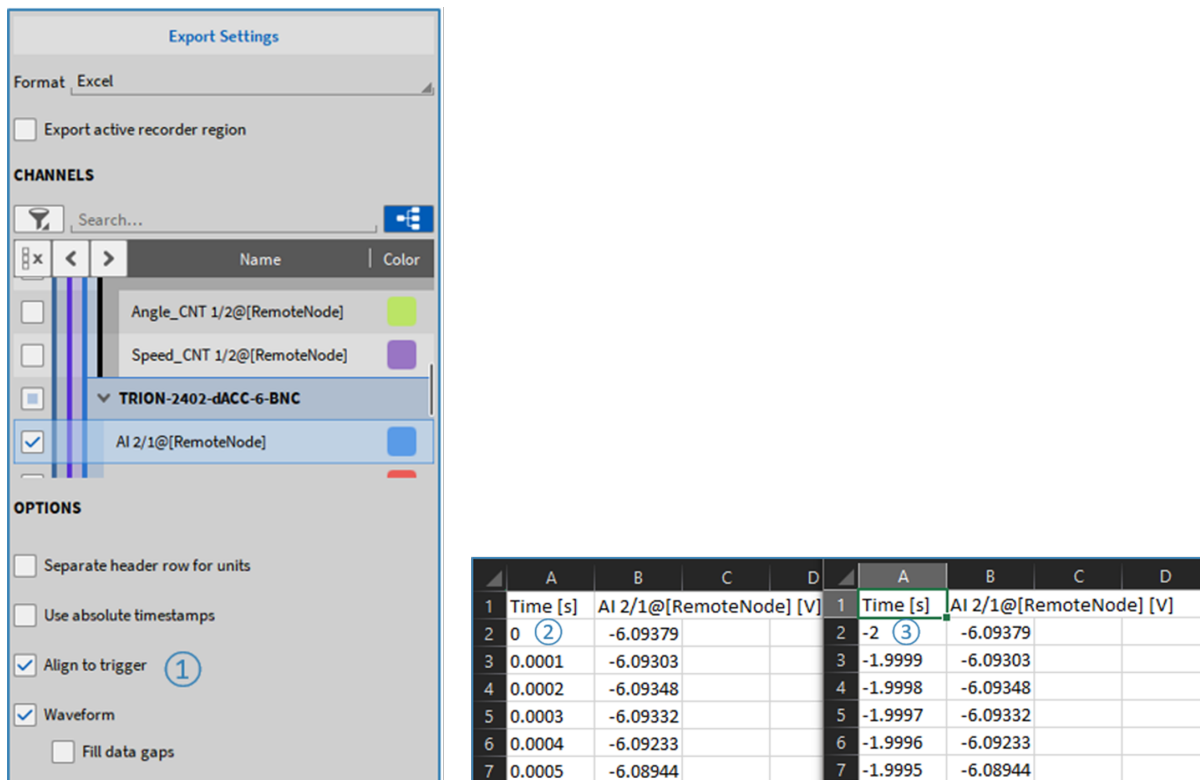 Export Settings
Format Excel
Export active recorder region
CHANNELS
Search...
Name Color
Angle_CNT 1/2@[RemoteNode]
Speed_CNT 1/2@[RemoteNode]
TRION-2402-dACC-6-BNC
AI 2/1@[RemoteNode]
OPTIONS
Separate header row for units
Use absolute timestamps
Align to trigger 1
Waveform
Fill data gaps
A B C D
1 Time [s] AI 2/1@[RemoteNode] [V]
2 0 2 -6.09379
3 0.0001 -6.09303
4 0.0002 -6.09348
5 0.0003 -6.09332
6 0.0004 -6.09233
7 0.0005 -6.08944
A B C D
1 Time [s] AI 2/1@[RemoteNode] [V]
2 -2 3 -6.09379
3 -1.9999 -6.09303
4 -1.9998 -6.09348
5 -1.9997 -6.09332
6 -1.9996 -6.09233
7 -1.9995 -6.08944